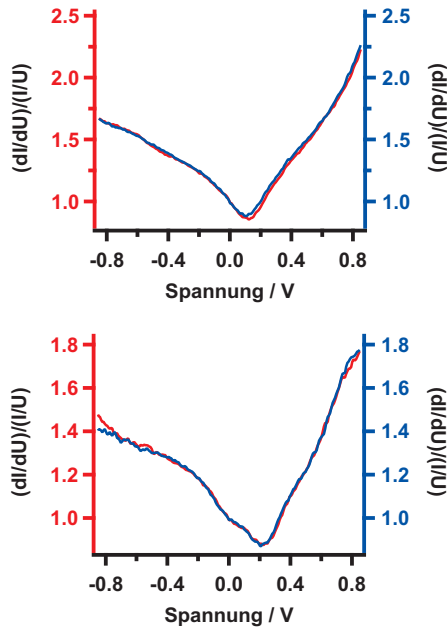 2.5 2.5
2.0 2.0
1.5 1.5
1.0 1.0
(dI/dU)/(I/U)
(dI/dU)/(I/U)
-0.8 -0.4 0.0 0.4 0.8
Spannung / V
1.8 1.8
1.6 1.6
1.4 1.4
1.2 1.2
1.0 1.0
(dI/dU)/(I/U)
(dI/dU)/(I/U)
-0.8 -0.4 0.0 0.4 0.8
Spannung / V